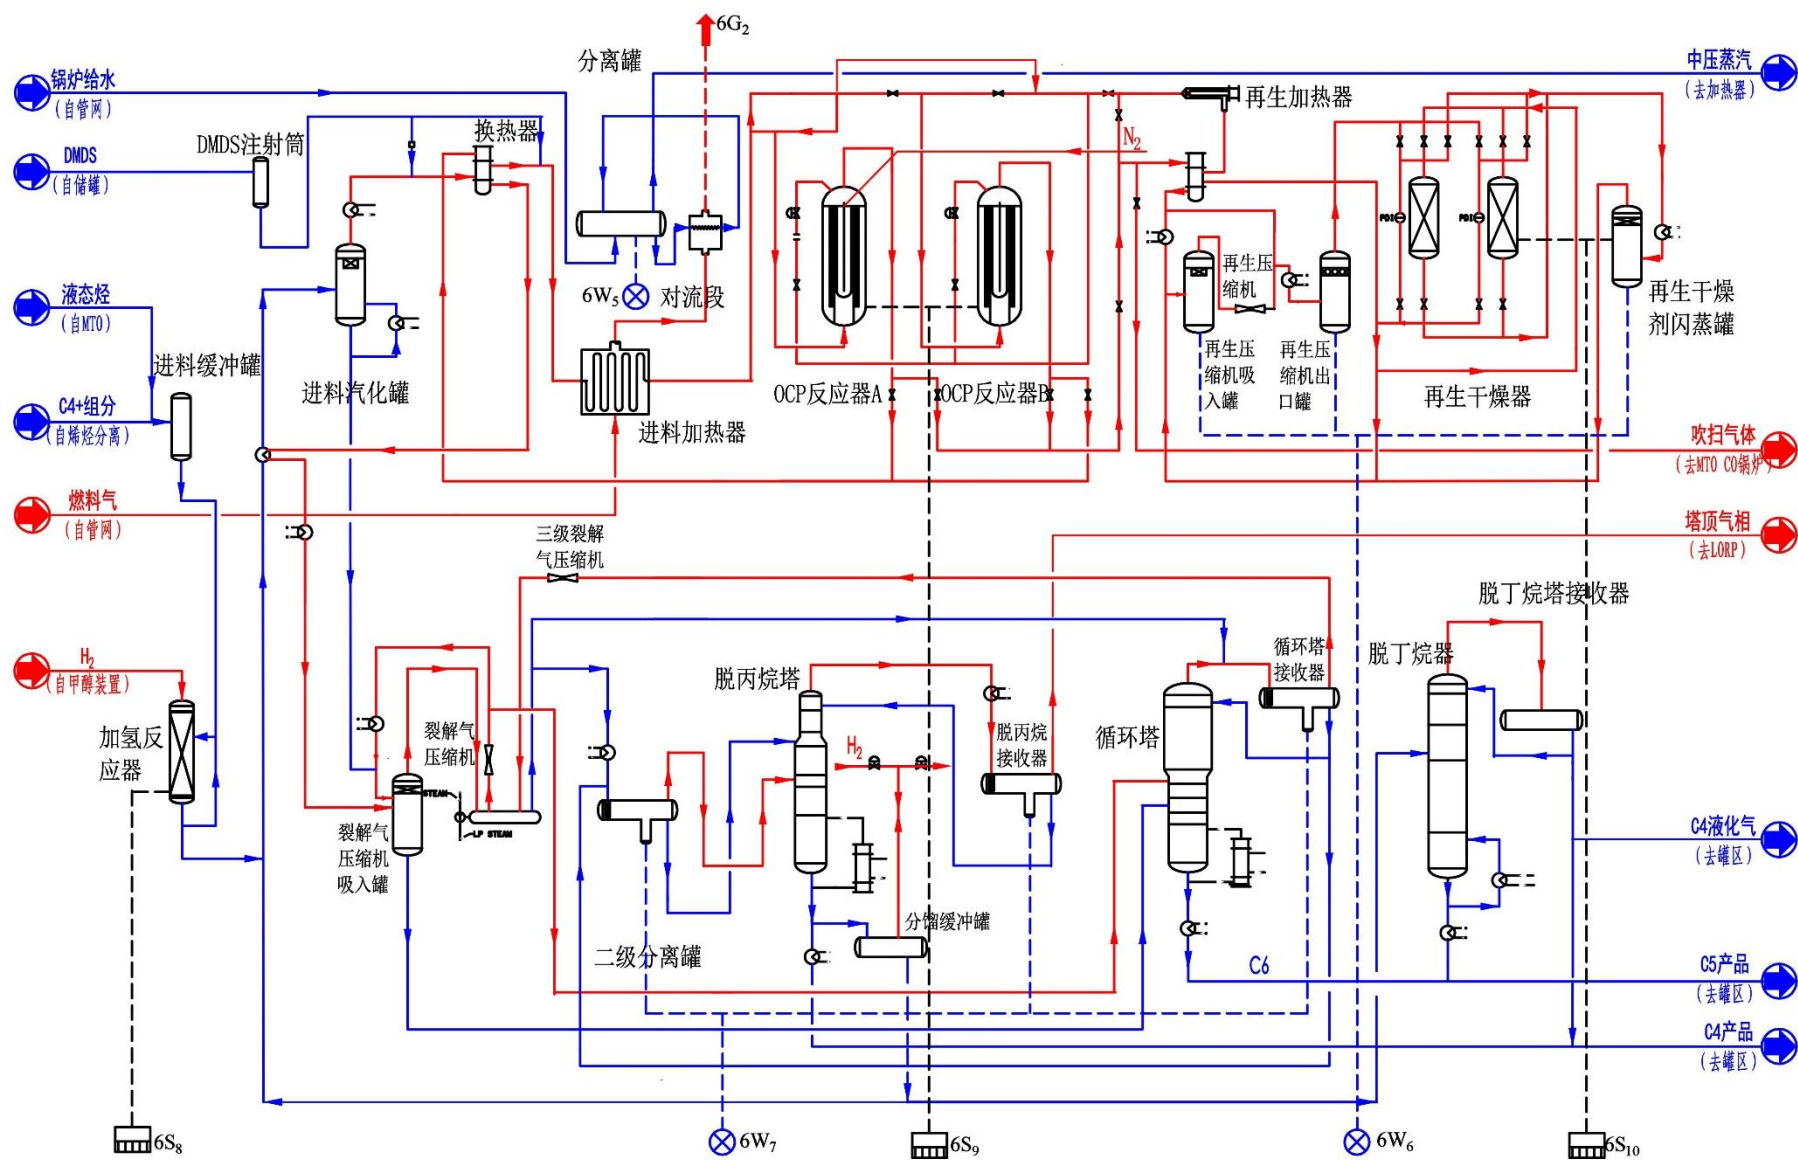 6G₂
分离罐
锅炉给水
（自管网）
中压蒸汽
（去加热器）
换热器
再生加热器
DMDS注射筒
N₂
DMDS
（自储罐）
PDI
PDI
液态烃
（自MTO）
6W₅
对流段
再生压
缩机
再生干燥
剂闪蒸罐
进料缓冲罐
进料汽化罐
OCP反应器A
OCP反应器B
再生压
缩机吸
入罐
再生压
缩机出
口罐
再生干燥器
C4+组分
（自烯烃分离）
进料加热器
吹扫气体
（去MTO CO锅炉）
燃料气
（自管网）
三级裂解
气压缩机
塔顶气相
（去LORP）
脱丁烷塔接收器
H₂
（自甲醇装置）
脱丙烷塔
循环塔
接收器
脱丁烷器
加氢反
应器
裂解气
压缩机
H₂
脱丙烷
接收器
循环塔
STEAM
LP STEAM
裂解气
压缩机
吸入罐
C4液化气
（去罐区）
分馏缓冲罐
二级分离罐
C6
C5产品
（去罐区）
C4产品
（去罐区）
6S₈
6W₇
6S₉
6W₆
6S₁₀